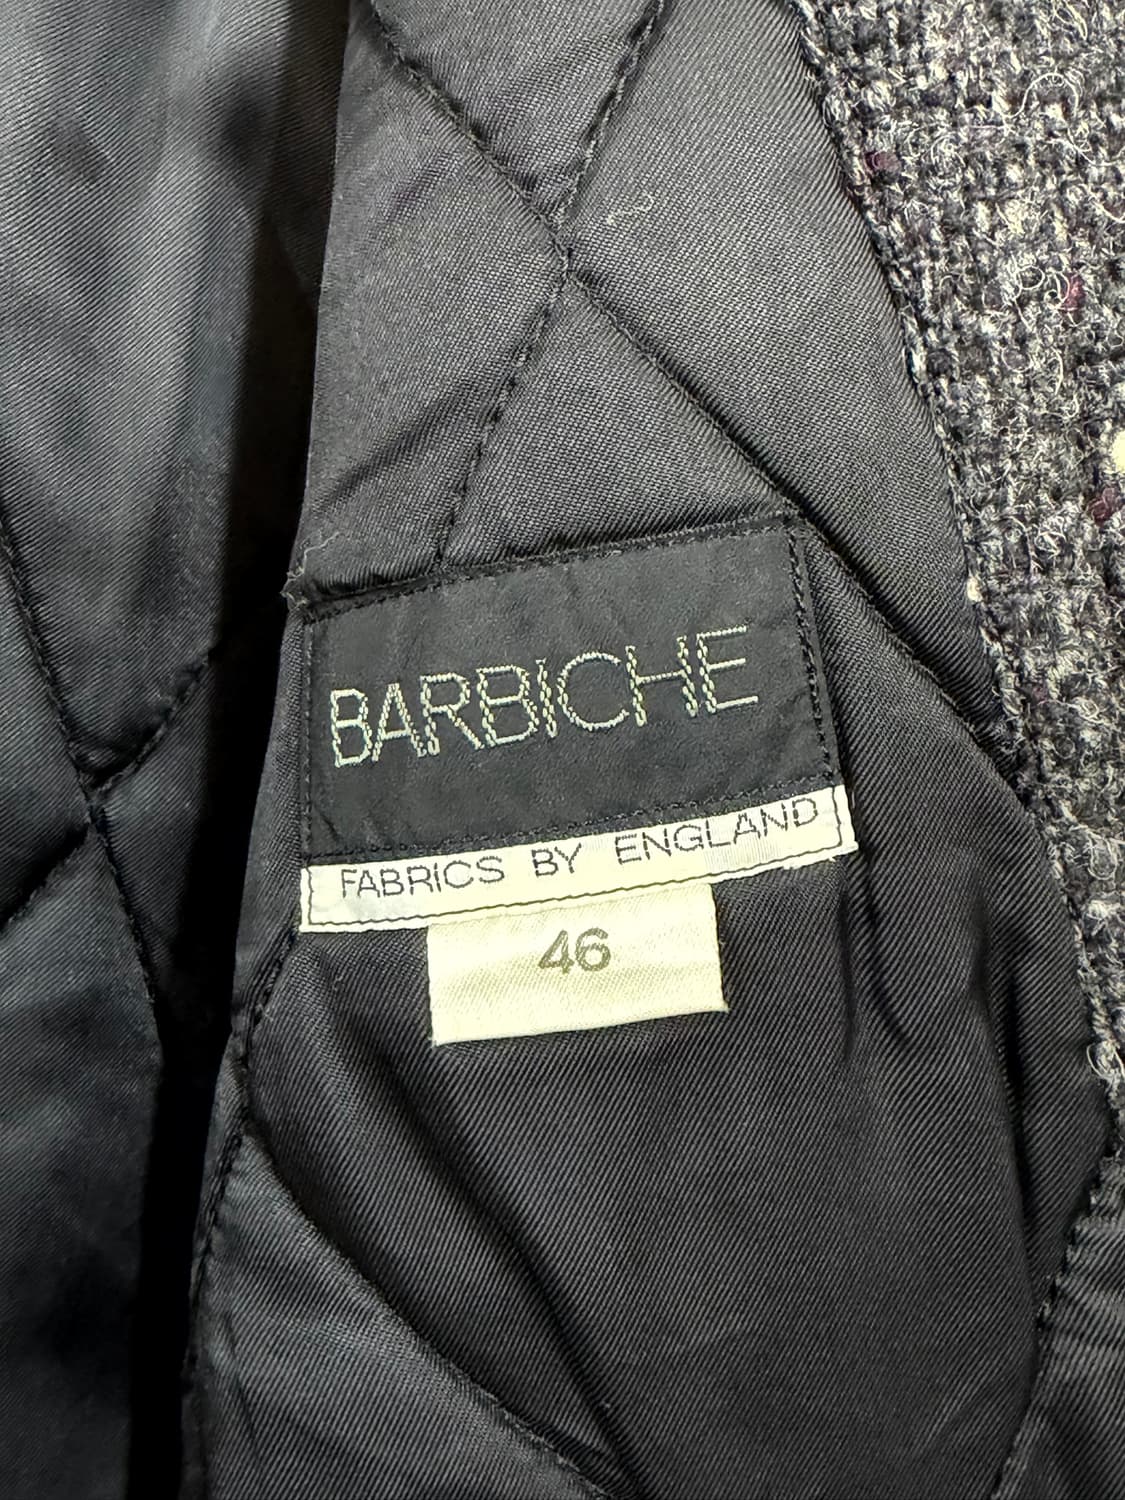 BARBICHE
FABRICS BY ENGLAND
46